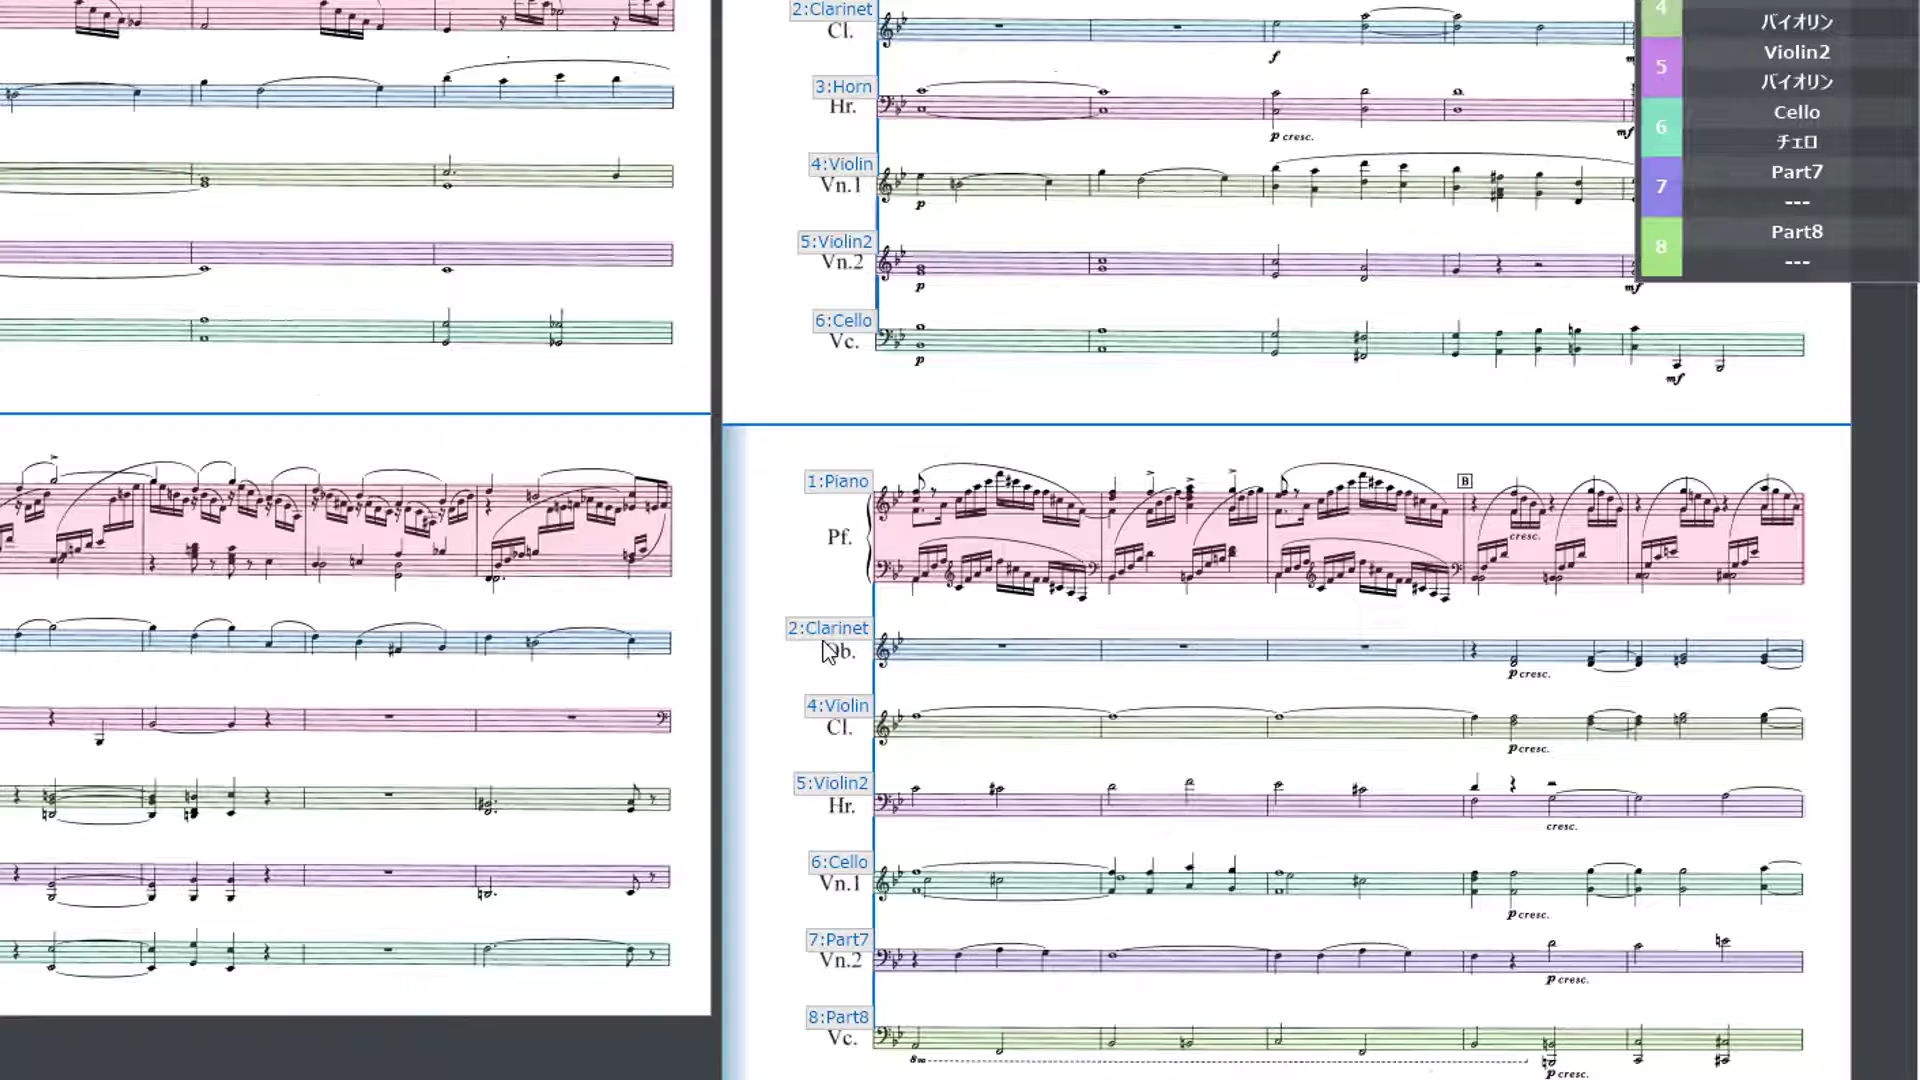 2:Clarinet
Cl.
f
m
3:Horn
Hr.
p cresc.
mf
4:Violin
Vn.1
p
5:Violin2
Vn.2
p
mf
6:Cello
Vc.
p
mf
4
バイオリン
5
Violin2
バイオリン
6
Cello
チェロ
7
Part7
---
8
Part8
---
1:Piano
Pf.
B
cresc.
2:Clarinet
Ob.
p cresc.
4:Violin
Cl.
p cresc.
5:Violin2
Hr.
cresc.
6:Cello
Vn.1
p cresc.
7:Part7
Vn.2
p cresc.
8:Part8
Vc.
p cresc.